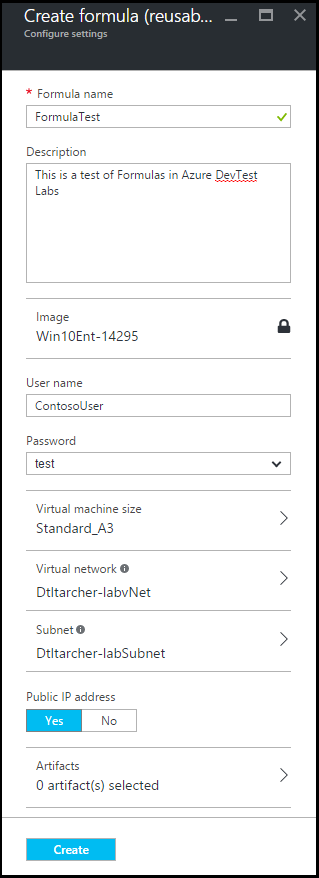 Create formula (reusab...
Configure settings
* Formula name
FormulaTest
Description
This is a test of Formulas in Azure DevTest
Labs
Image
Win10Ent-14295
User name
ContosoUser
Password
test
Virtual machine size
Standard_A3
Virtual network
Dtltarcher-labvNet
Subnet
Dtltarcher-labSubnet
Public IP address
Yes No
Artifacts
0 artifact(s) selected
Create